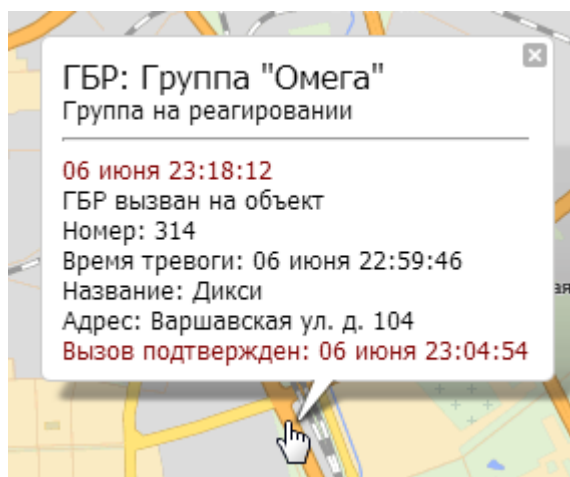 ГБР: Группа "Омега"
Группа на реагировании
06 июня 23:18:12
ГБР вызван на объект
Номер: 314
Время тревоги: 06 июня 22:59:46
Название: Дикси
Адрес: Варшавская ул. д. 104
Вызов подтвержден: 06 июня 23:04:54